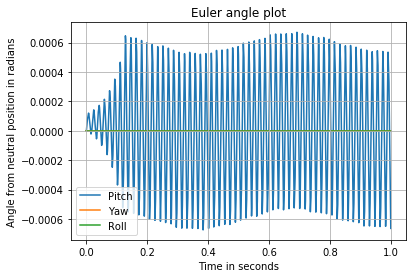 Euler angle plot
Angle from neutral position in radians
0.0006
0.0004
0.0002
0.0000
−0.0002
−0.0004
−0.0006
Pitch
Yaw
Roll
0.0 0.2 0.4 0.6 0.8 1.0
Time in seconds